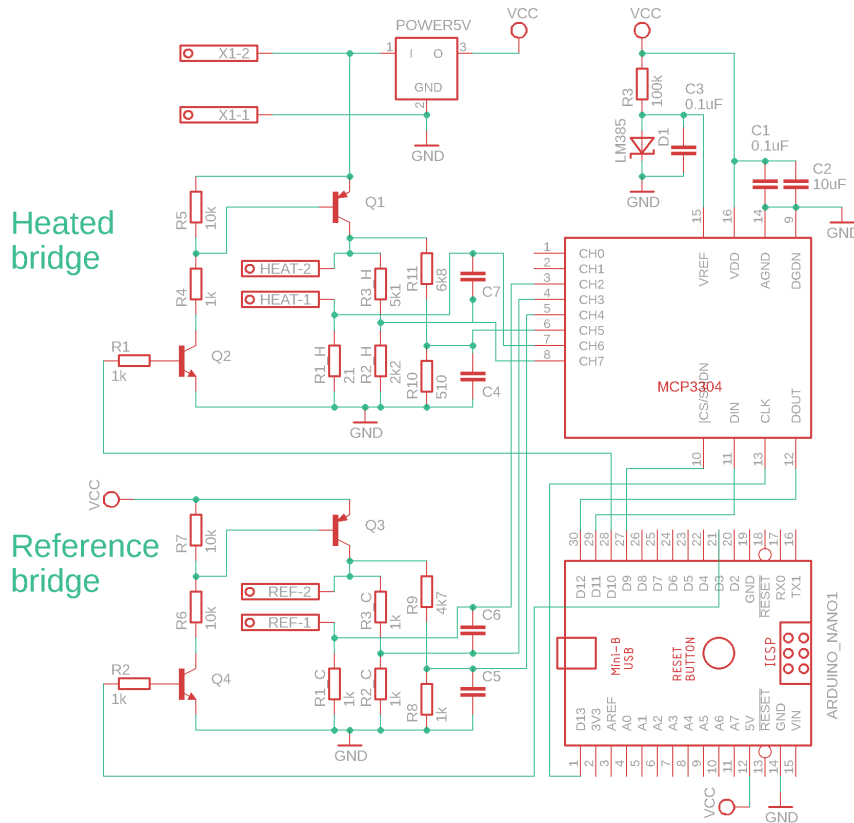 POWER5V
VCC
VCC
X1-2
1
I
O
3
GND
X1-1
2
GND
R3
100k
C3
0.1uF
LM385
D1
GND
C1
0.1uF
C2
10uF
GND
Heated
bridge
R5
10k
Q1
HEAT-2
HEAT-1
R4
1k
R3_H
5k1
R11
6k8
C7
R1
1k
Q2
R1_H
21
R2_H
2k2
R10
510
C4
GND
15
16
14
9
VREF
VDD
AGND
DGDN
1
CH0
2
CH1
3
CH2
4
CH3
5
CH4
6
CH5
7
CH6
8
CH7
MCP3304
|CS/SHDN
DIN
CLK
DOUT
10
11
13
12
VCC
Reference
bridge
R7
10k
Q3
REF-2
REF-1
R6
10k
R3_C
1k
R9
4k7
C6
R2
1k
Q4
R1_C
1k
R2_C
1k
R8
1k
C5
GND
30
29
28
27
26
25
24
23
22
21
20
19
18
17
16
D12
D11
D10
D9
D8
D7
D6
D5
D4
D3
D2
GND
RESET
RX0
TX1
Mini-B
USB
RESET
BUTTON
ICSP
ARDUINO_NANO1
D13
3V3
AREF
A0
A1
A2
A3
A4
A5
A6
A7
5V
RESET
GND
VIN
1
2
3
4
5
6
7
8
9
10
11
12
13
14
15
VCC
GND